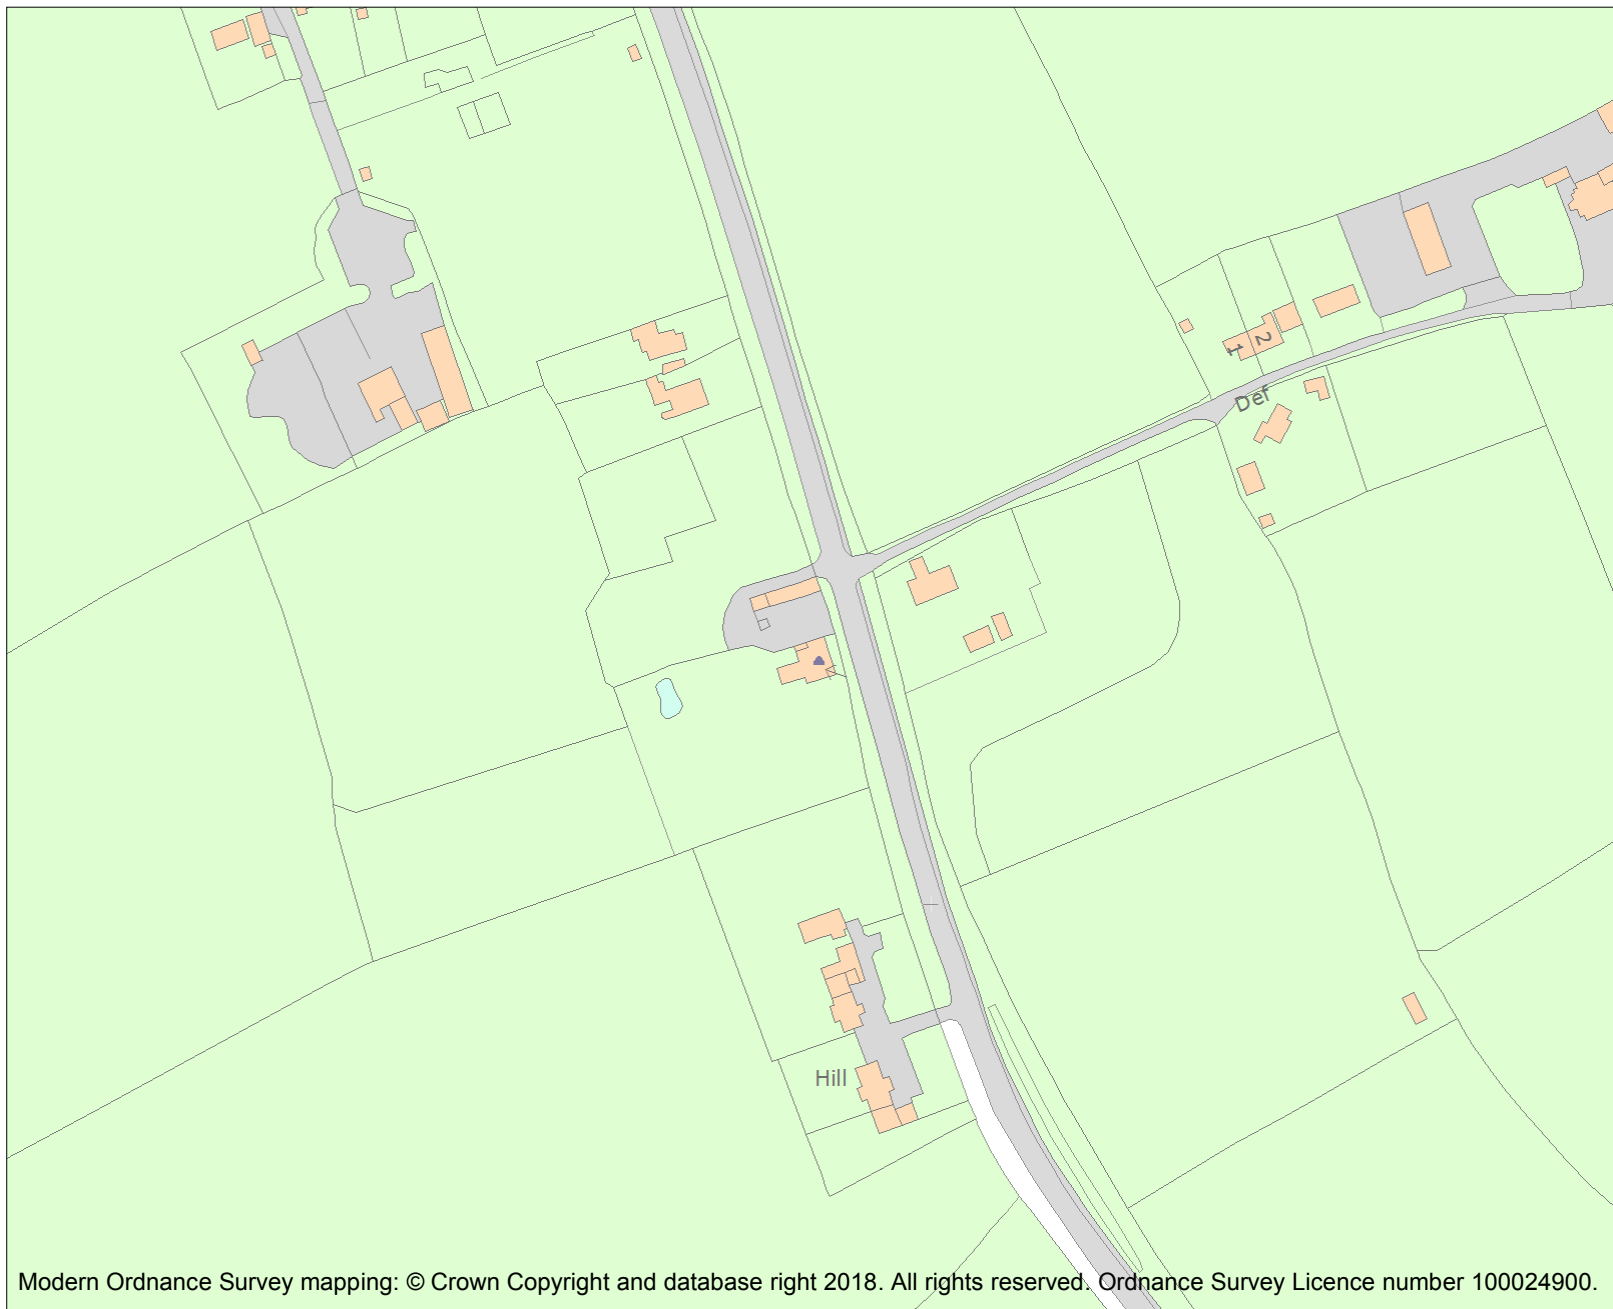 1
2
Def
Hill
Modern Ordnance Survey mapping: © Crown Copyright and database right 2018. All rights reserved. Ordnance Survey Licence number 100024900.